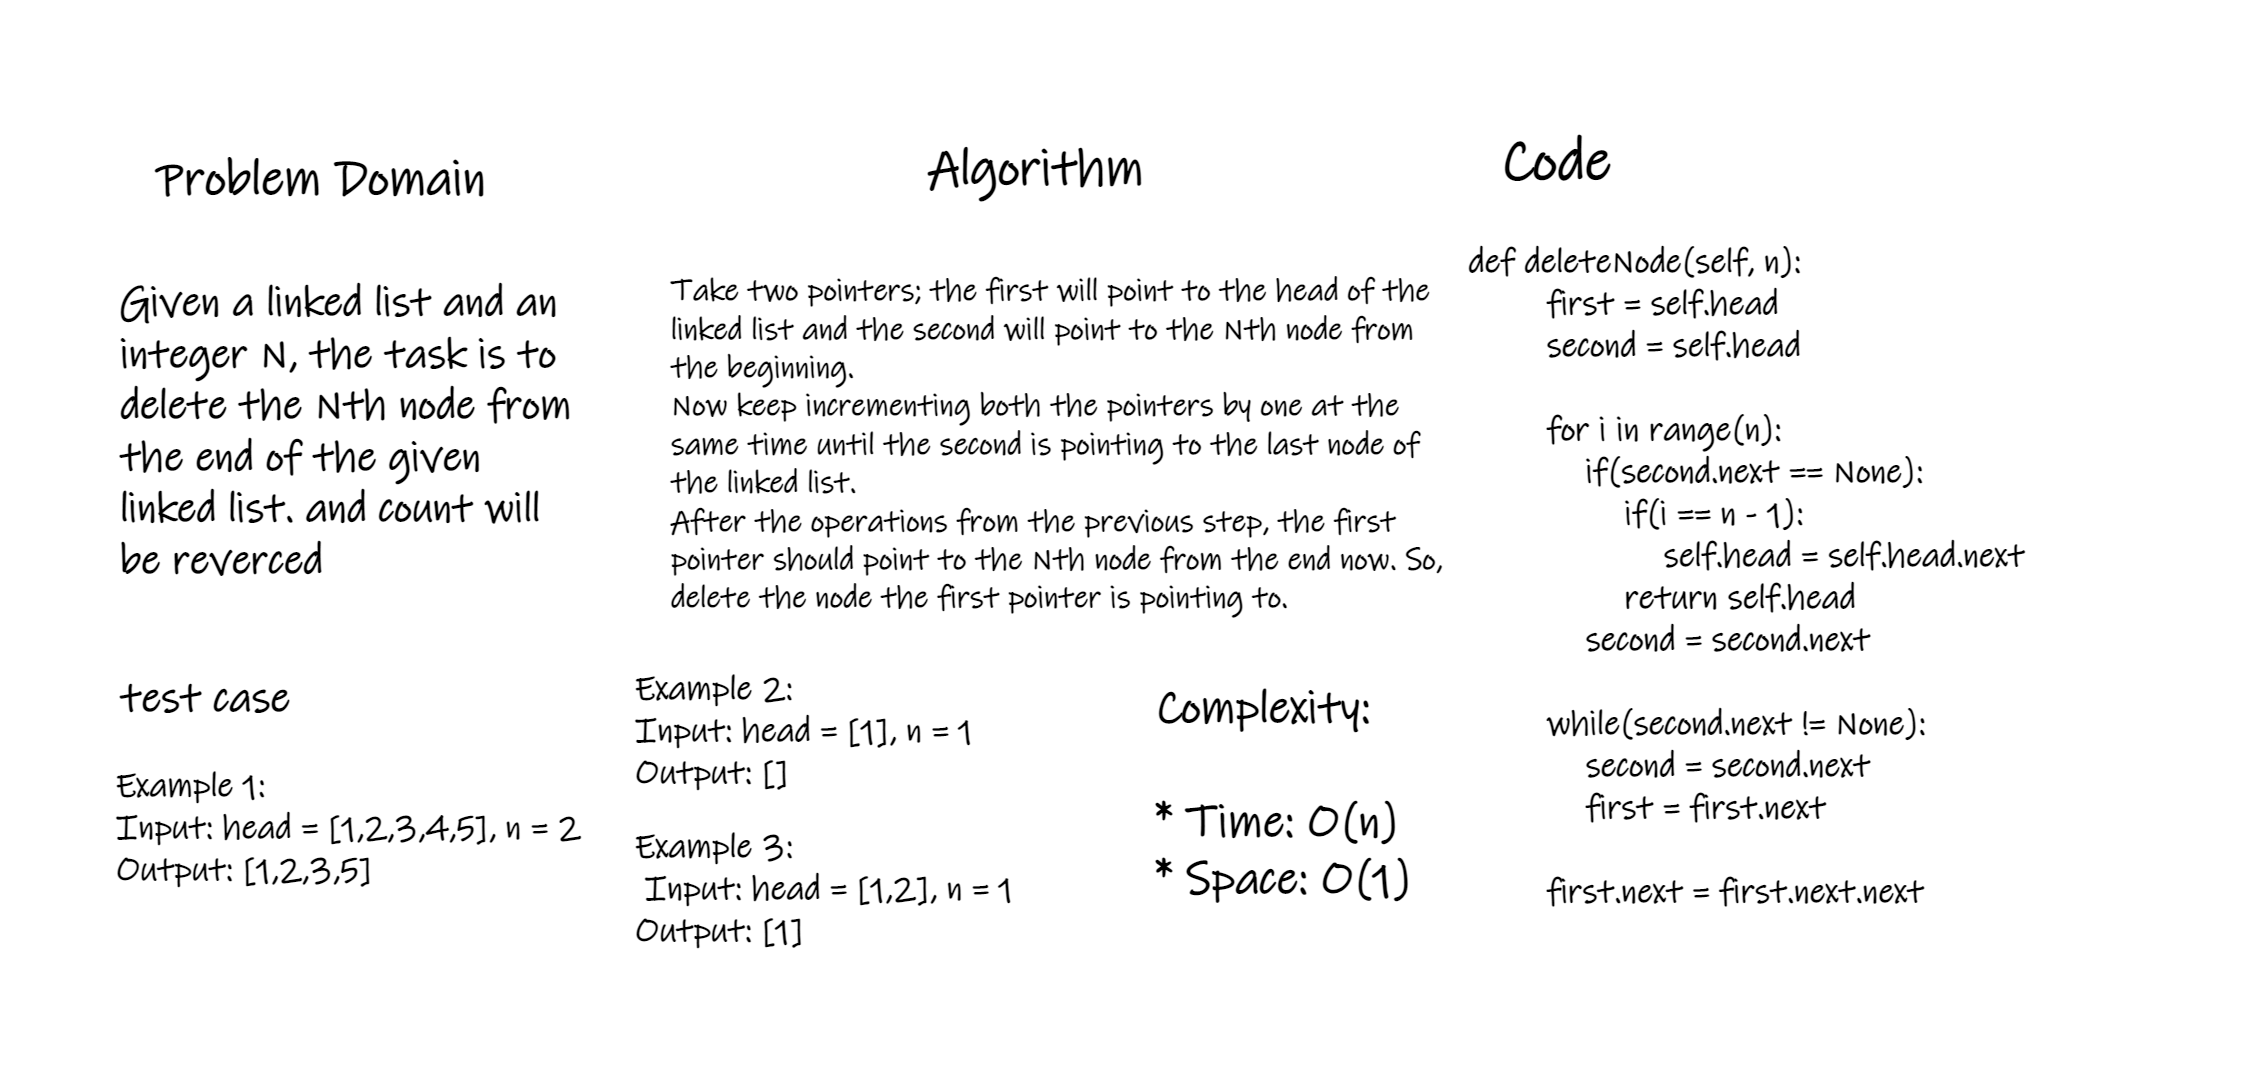 Problem Domain
Given a linked list and an
integer N, the task is to
delete the Nth node from
the end of the given
linked list. and count will
be reverced
test case
Example 1:
Input: head = [1,2,3,4,5], n = 2
Output: [1,2,3,5]
Algorithm
Take two pointers; the first will point to the head of the
linked list and the second will point to the Nth node from
the beginning.
Now keep incrementing both the pointers by one at the
same time until the second is pointing to the last node of
the linked list.
After the operations from the previous step, the first
pointer should point to the Nth node from the end now. So,
delete the node the first pointer is pointing to.
Example 2:
Input: head = [1], n = 1
Output: []
Example 3:
Input: head = [1,2], n = 1
Output: [1]
Complexity:
* Time: O(n)
* Space: O(1)
Code
def deleteNode(self, n):
first = self.head
second = self.head
for i in range(n):
if(second.next == None):
if(i == n - 1):
self.head = self.head.next
return self.head
second = second.next
while(second.next != None):
second = second.next
first = first.next
first.next = first.next.next